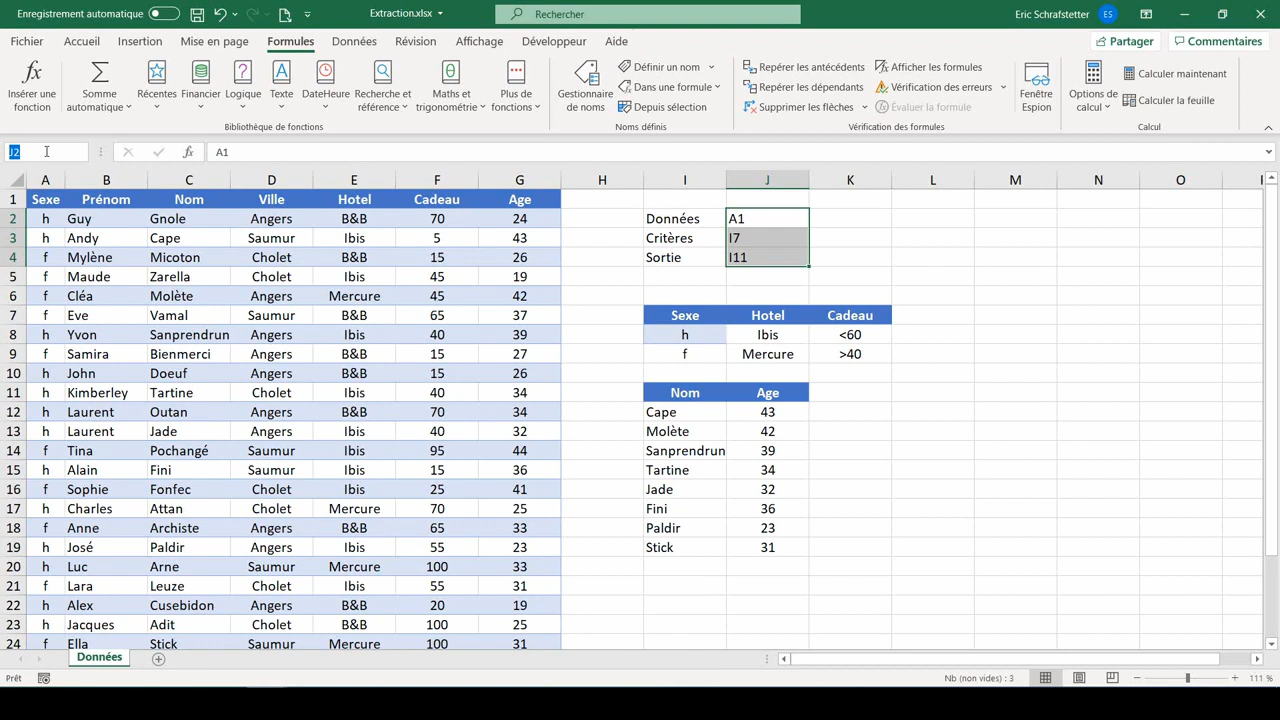 Enregistrement automatique Extraction.xlsx Rechercher Eric Schrafstetter ES
Fichier Accueil Insertion Mise en page Formules Données Révision Affichage Développeur Aide Partager Commentaires
Insérer une fonction
Somme automatique
Récentes
Financier
Logique
Texte
DateHeure
Recherche et référence
Maths et trigonométrie
Plus de fonctions
Bibliothèque de fonctions
Gestionnaire de noms
Définir un nom
Dans une formule
Depuis sélection
Noms définis
Repérer les antécédents
Repérer les dépendants
Supprimer les flèches
Afficher les formules
Vérification des erreurs
Évaluer la formule
Vérification des formules
Fenêtre Espion
Options de calcul
Calculer maintenant
Calculer la feuille
Calcul
J2 fx A1
A B C D E F G H I J K L M N O
1 Sexe Prénom Nom Ville Hotel Cadeau Age
2 h Guy Gnole Angers B&B 70 24 Données A1
3 h Andy Cape Saumur Ibis 5 43 Critères I7
4 f Mylène Micoton Cholet B&B 15 26 Sortie I11
5 f Maude Zarella Cholet Ibis 45 19
6 f Cléa Molète Angers Mercure 45 42
7 f Eve Vamal Saumur B&B 65 37 Sexe Hotel Cadeau
8 h Yvon Sanprendrun Angers Ibis 40 39 h Ibis <60
9 f Samira Bienmerci Angers B&B 15 27 f Mercure >40
10 h John Doeuf Angers B&B 15 26
11 h Kimberley Tartine Cholet Ibis 40 34 Nom Age
12 h Laurent Outan Angers B&B 70 34 Cape 43
13 h Laurent Jade Angers Ibis 40 32 Molète 42
14 f Tina Pochangé Saumur Ibis 95 44 Sanprendrun 39
15 h Alain Fini Saumur Ibis 15 36 Tartine 34
16 f Sophie Fonfec Cholet Ibis 25 41 Jade 32
17 h Charles Attan Cholet Mercure 70 25 Fini 36
18 f Anne Archiste Angers B&B 65 33 Paldir 23
19 h José Paldir Angers Ibis 55 23 Stick 31
20 h Luc Arne Saumur Mercure 100 33
21 f Lara Leuze Cholet Ibis 55 31
22 h Alex Cusebidon Angers B&B 20 19
23 h Jacques Adit Cholet B&B 100 25
24 f Ella Stick Saumur Mercure 100 31
Données
Prêt Nb (non vides) : 3 111 %